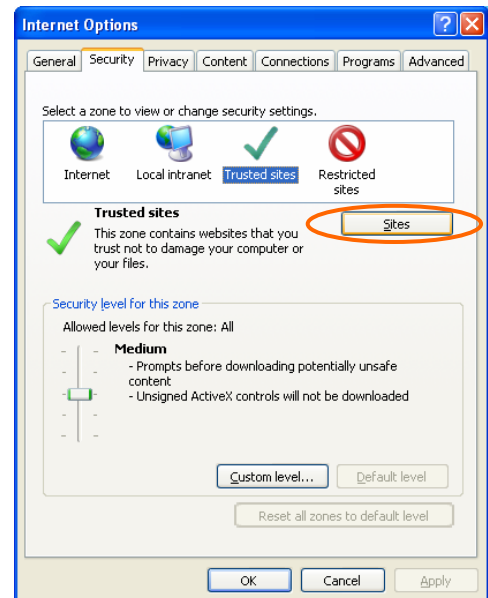 Internet Options
General Security Privacy Content Connections Programs Advanced
Select a zone to view or change security settings.
Internet Local intranet Trusted sites Restricted
sites
Trusted sites
Sites
This zone contains websites that you
trust not to damage your computer or
your files.
Security level for this zone
Allowed levels for this zone: All
Medium
- Prompts before downloading potentially unsafe
content
- Unsigned ActiveX controls will not be downloaded
Custom level... Default level
Reset all zones to default level
OK Cancel Apply